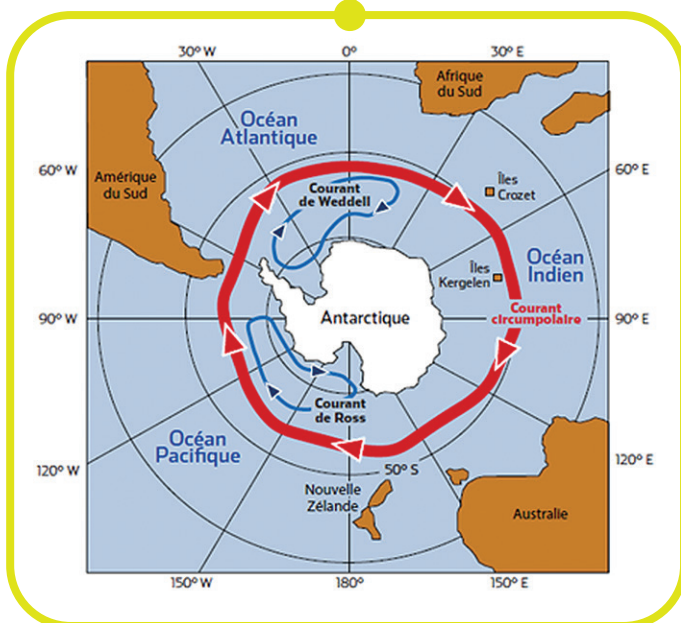 30° W
0°
30° E
Afrique
du Sud
Océan
Atlantique
60° W
60° E
Amérique
du Sud
Courant
de Weddell
Îles
Crozet
Océan
Indien
Îles
Kergelen
Antarctique
Courant
circumpolaire
90° W
90° E
Courant
de Ross
Océan
Pacifique
120° W
120° E
50° S
Nouvelle
Zélande
Australie
150° W
180°
150° E